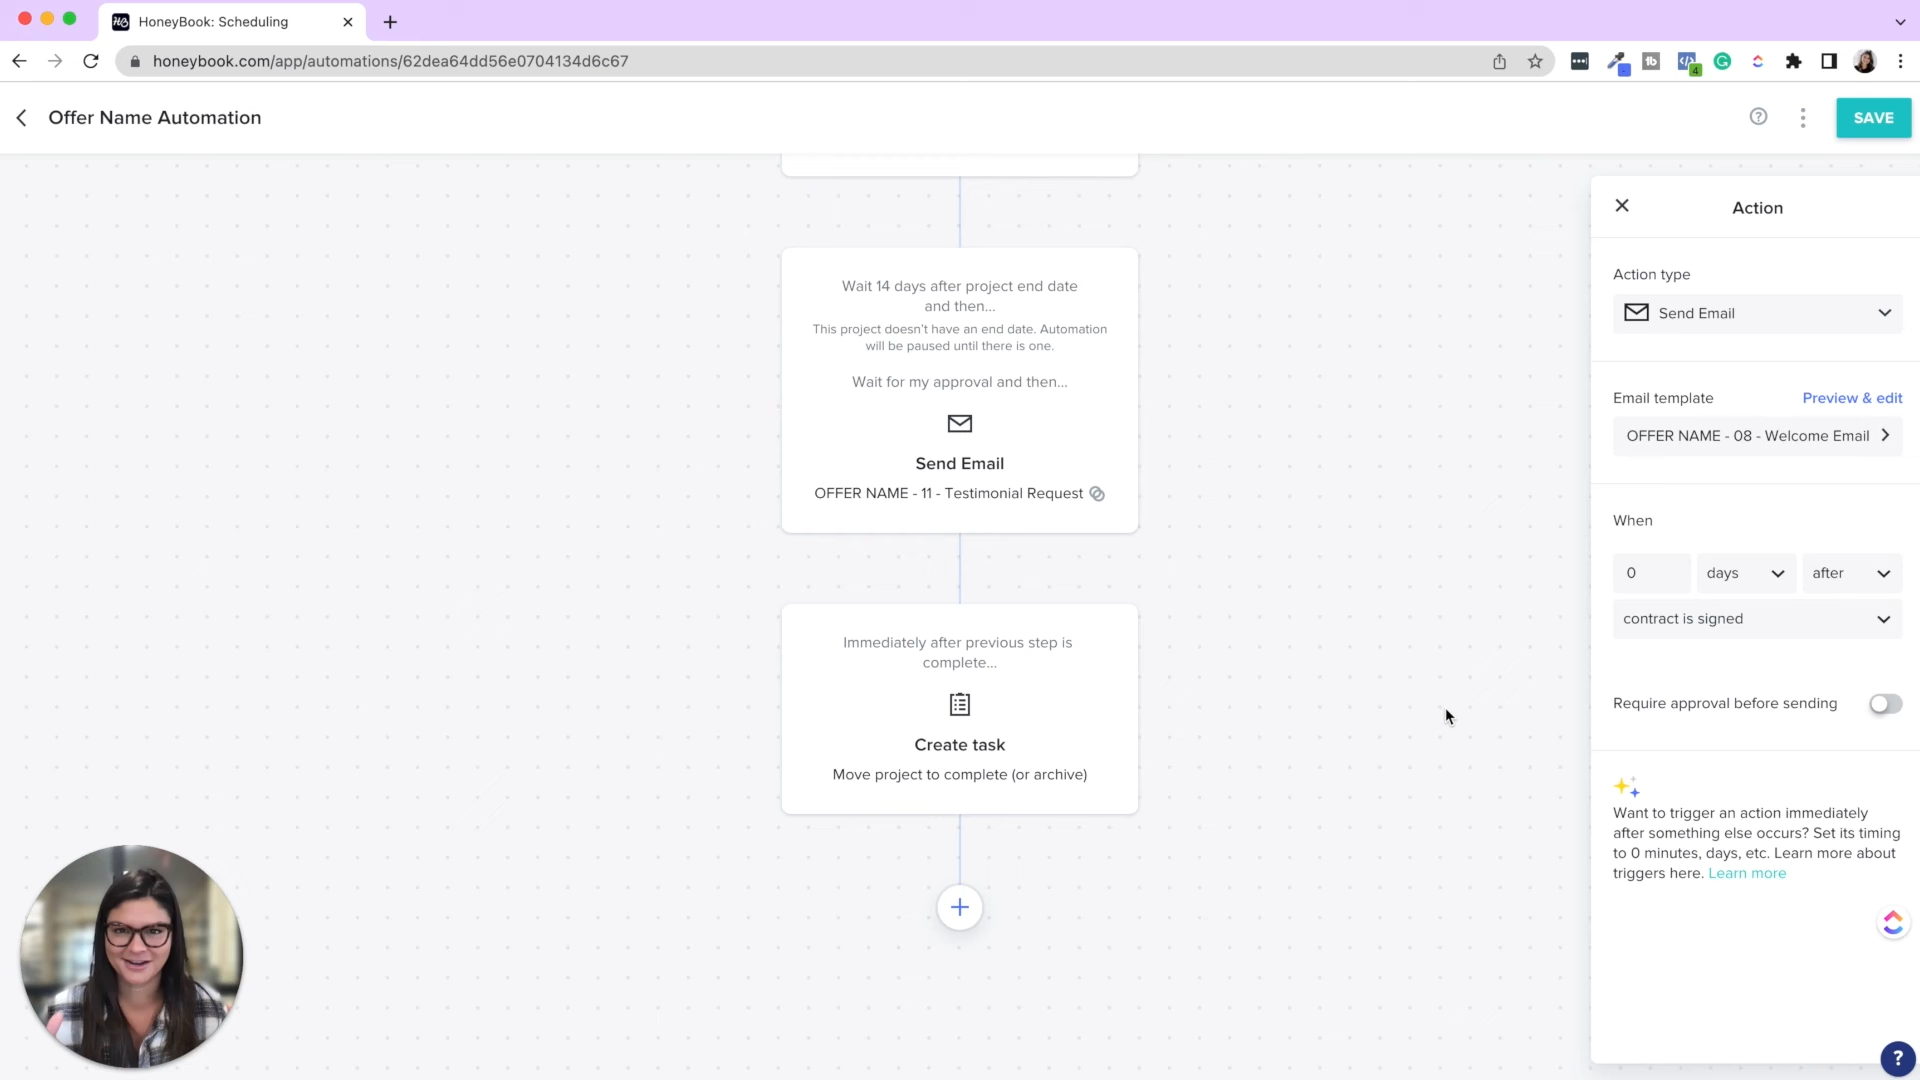 HB
HoneyBook: Scheduling
honeybook.com/app/automations/62dea64dd56e0704134d6c67
tb
4
Offer Name Automation
?
SAVE
Wait 14 days after project end date
and then...
This project doesn't have an end date. Automation
will be paused until there is one.
Wait for my approval and then...
Send Email
OFFER NAME - 11 - Testimonial Request
Immediately after previous step is
complete...
Create task
Move project to complete (or archive)
Action
Action type
Send Email
Email template
Preview & edit
OFFER NAME - 08 - Welcome Email
When
0
days
after
contract is signed
Require approval before sending
Want to trigger an action immediately
after something else occurs? Set its timing
to 0 minutes, days, etc. Learn more about
triggers here. Learn more
?